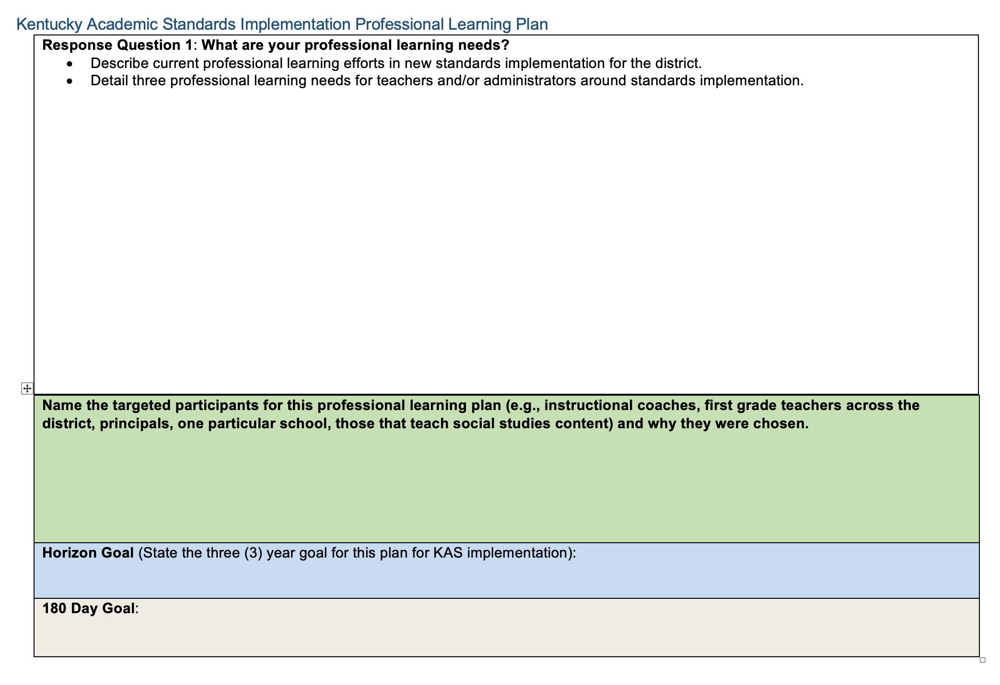 Kentucky Academic Standards Implementation Professional Learning Plan
Response Question 1: What are your professional learning needs?
• Describe current professional learning efforts in new standards implementation for the district.
• Detail three professional learning needs for teachers and/or administrators around standards implementation.
Name the targeted participants for this professional learning plan (e.g., instructional coaches, first grade teachers across the
district, principals, one particular school, those that teach social studies content) and why they were chosen.
Horizon Goal (State the three (3) year goal for this plan for KAS implementation):
180 Day Goal: